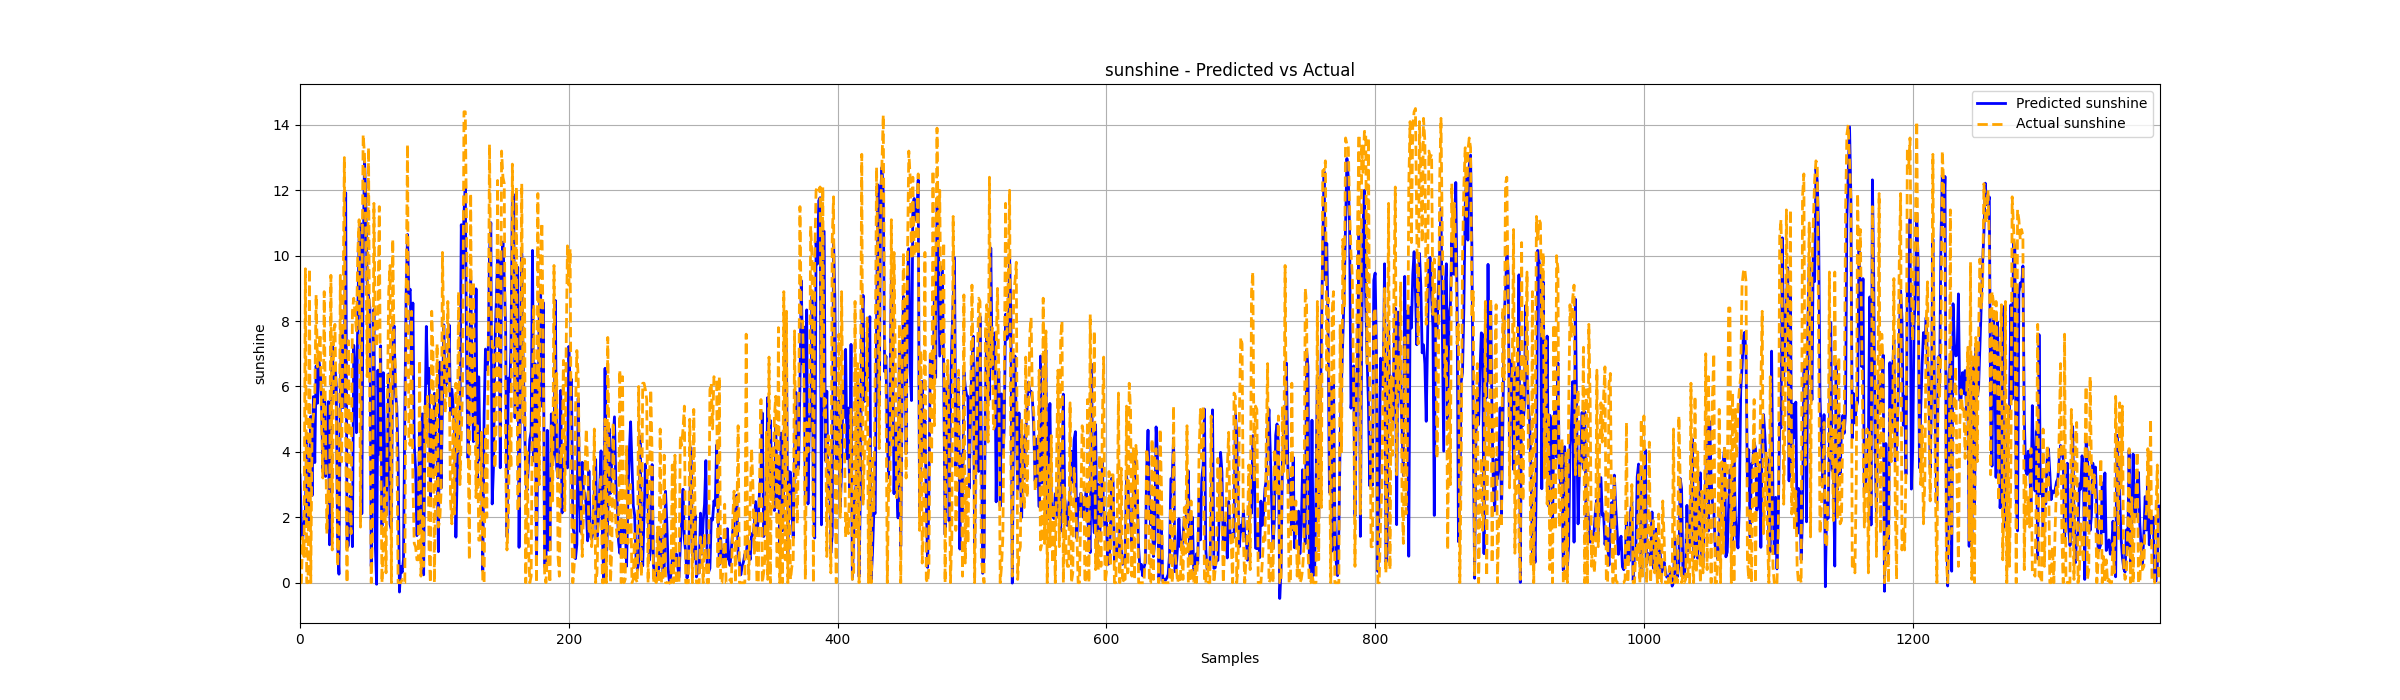 sunshine - Predicted vs Actual
Predicted sunshine
Actual sunshine
sunshine
14
12
10
8
6
4
2
0
0 200 400 600 800 1000 1200
Samples